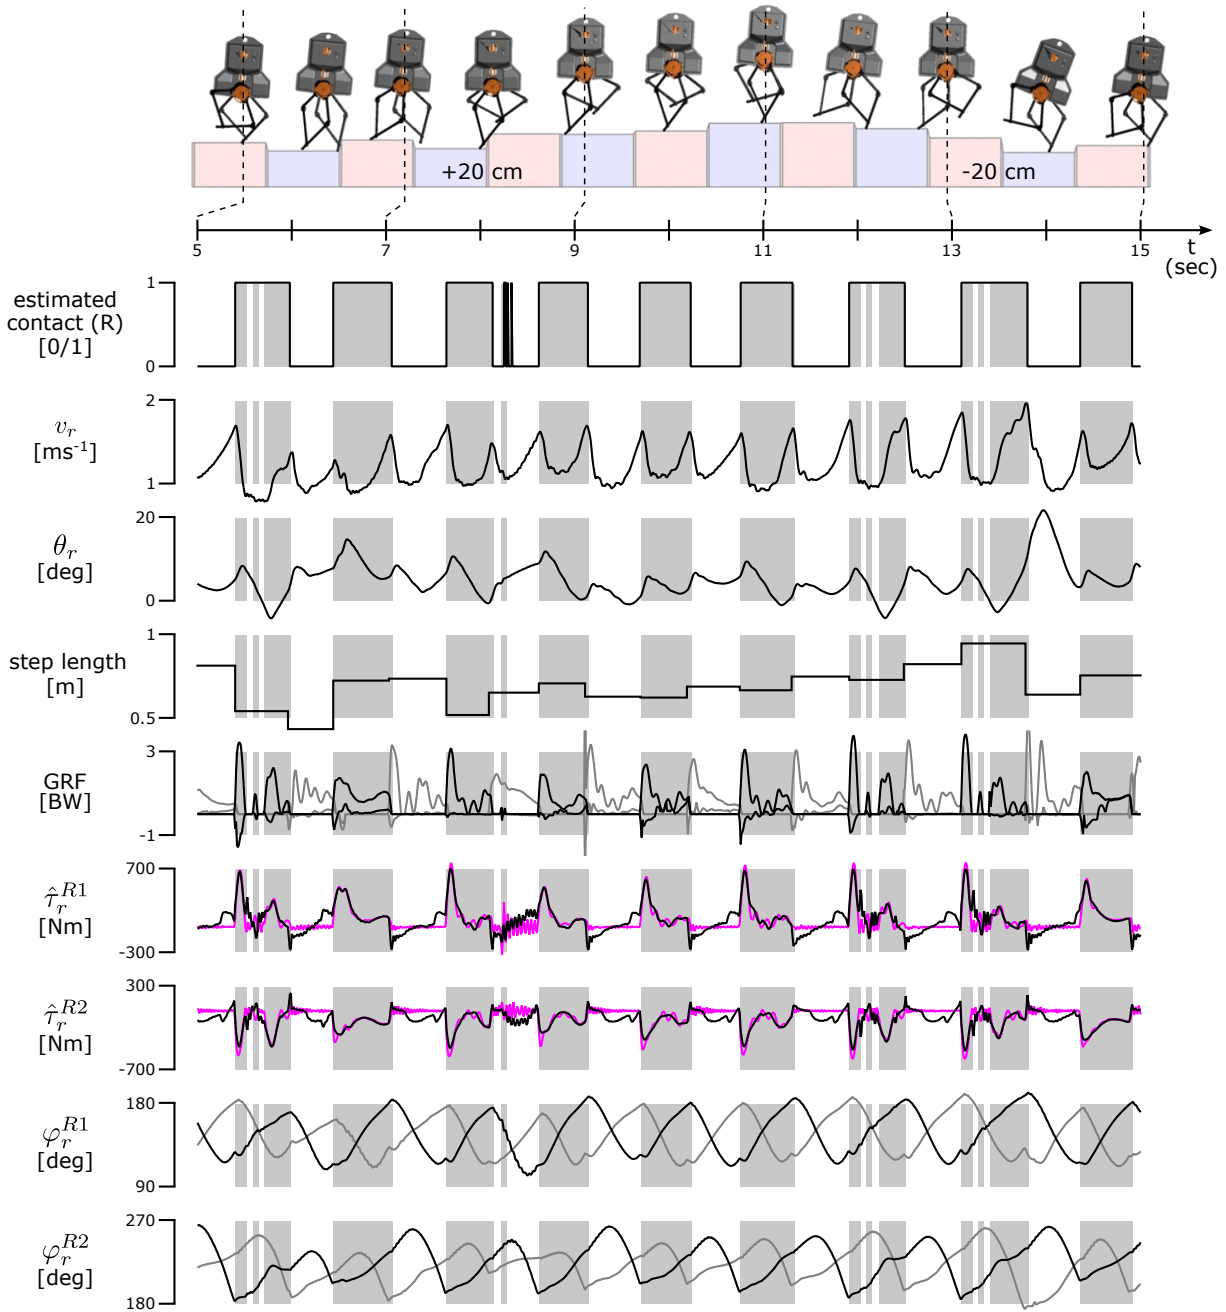 +20 cm
-20 cm
5
7
9
11
13
15
t
(sec)
estimated
contact (R)
[0/1]
1
0
v_r
[ms⁻¹]
2
1
θ_r
[deg]
20
0
step length
[m]
1
0.5
GRF
[BW]
3
-1
τ̂_r^{R1}
[Nm]
700
-300
τ̂_r^{R2}
[Nm]
300
-700
φ_r^{R1}
[deg]
180
90
φ_r^{R2}
[deg]
270
180